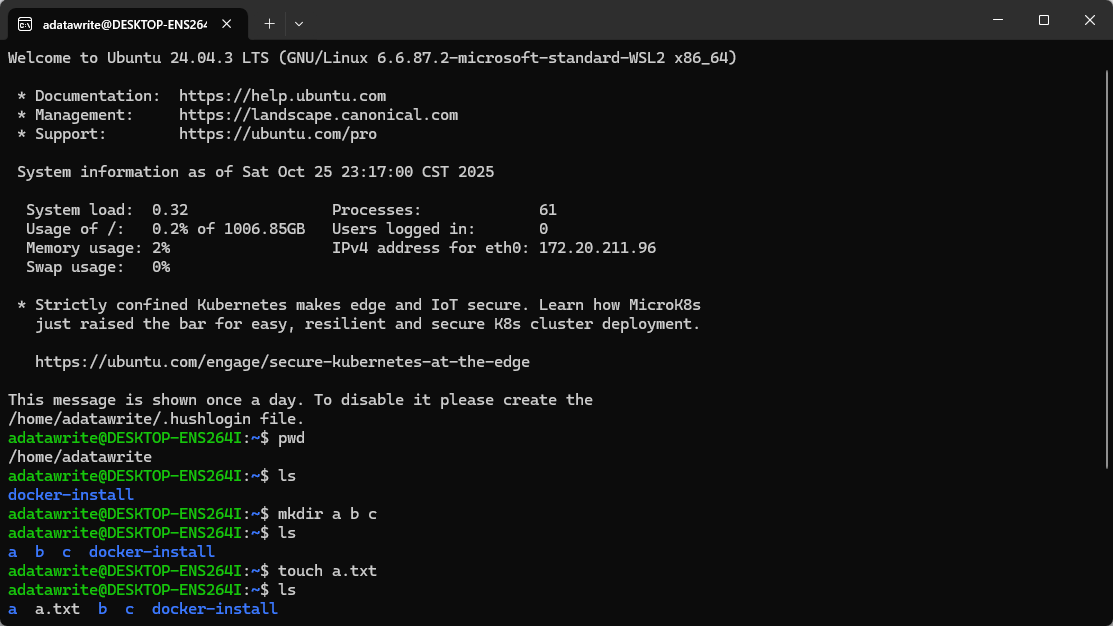 adatawrite@DESKTOP-ENS264
Welcome to Ubuntu 24.04.3 LTS (GNU/Linux 6.6.87.2-microsoft-standard-WSL2 x86_64)
* Documentation:  https://help.ubuntu.com
* Management:     https://landscape.canonical.com
* Support:        https://ubuntu.com/pro
System information as of Sat Oct 25 23:17:00 CST 2025
System load:  0.32                Processes:             61
Usage of /:   0.2% of 1006.85GB   Users logged in:       0
Memory usage: 2%                  IPv4 address for eth0: 172.20.211.96
Swap usage:   0%
* Strictly confined Kubernetes makes edge and IoT secure. Learn how MicroK8s
just raised the bar for easy, resilient and secure K8s cluster deployment.
https://ubuntu.com/engage/secure-kubernetes-at-the-edge
This message is shown once a day. To disable it please create the
/home/adatawrite/.hushlogin file.
adatawrite@DESKTOP-ENS264I:~$ pwd
/home/adatawrite
adatawrite@DESKTOP-ENS264I:~$ ls
docker-install
adatawrite@DESKTOP-ENS264I:~$ mkdir a b c
adatawrite@DESKTOP-ENS264I:~$ ls
a  b  c  docker-install
adatawrite@DESKTOP-ENS264I:~$ touch a.txt
adatawrite@DESKTOP-ENS264I:~$ ls
a  a.txt  b  c  docker-install